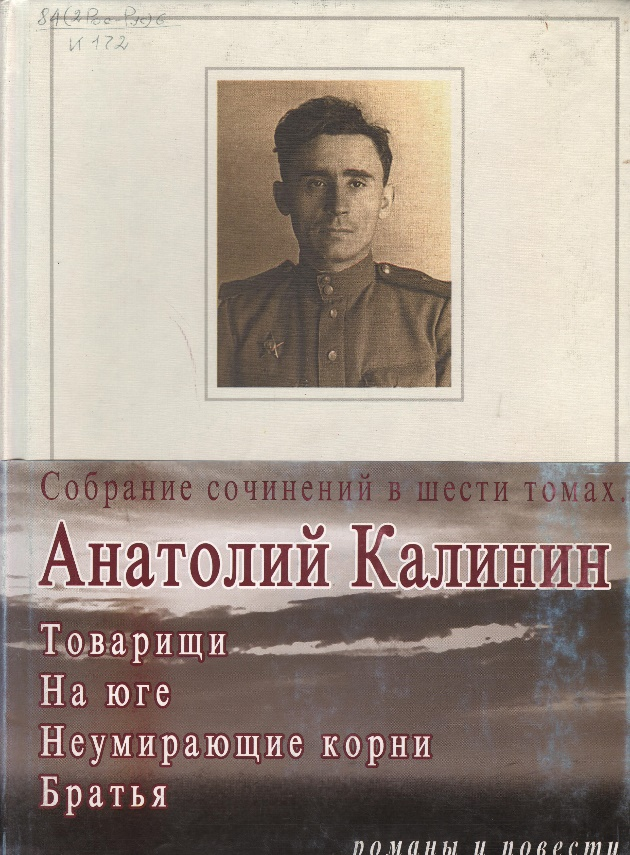 84(2Рос-Рус)6
К 172
Собрание сочинений в шести томах.
Анатолий Калинин
Товарищи
На юге
Неумирающие корни
Братья
романы и повести